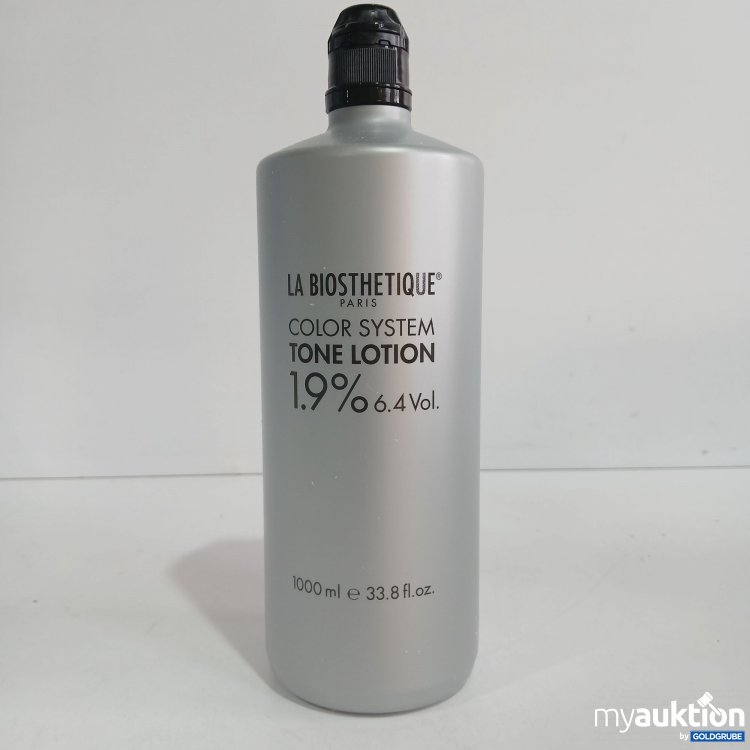 LA BIOSTHETIQUE®
PARIS
COLOR SYSTEM
TONE LOTION
1.9% 6.4 Vol.
1000 ml ℮ 33.8 fl.oz.
myauktion
by GOLDGRUBE